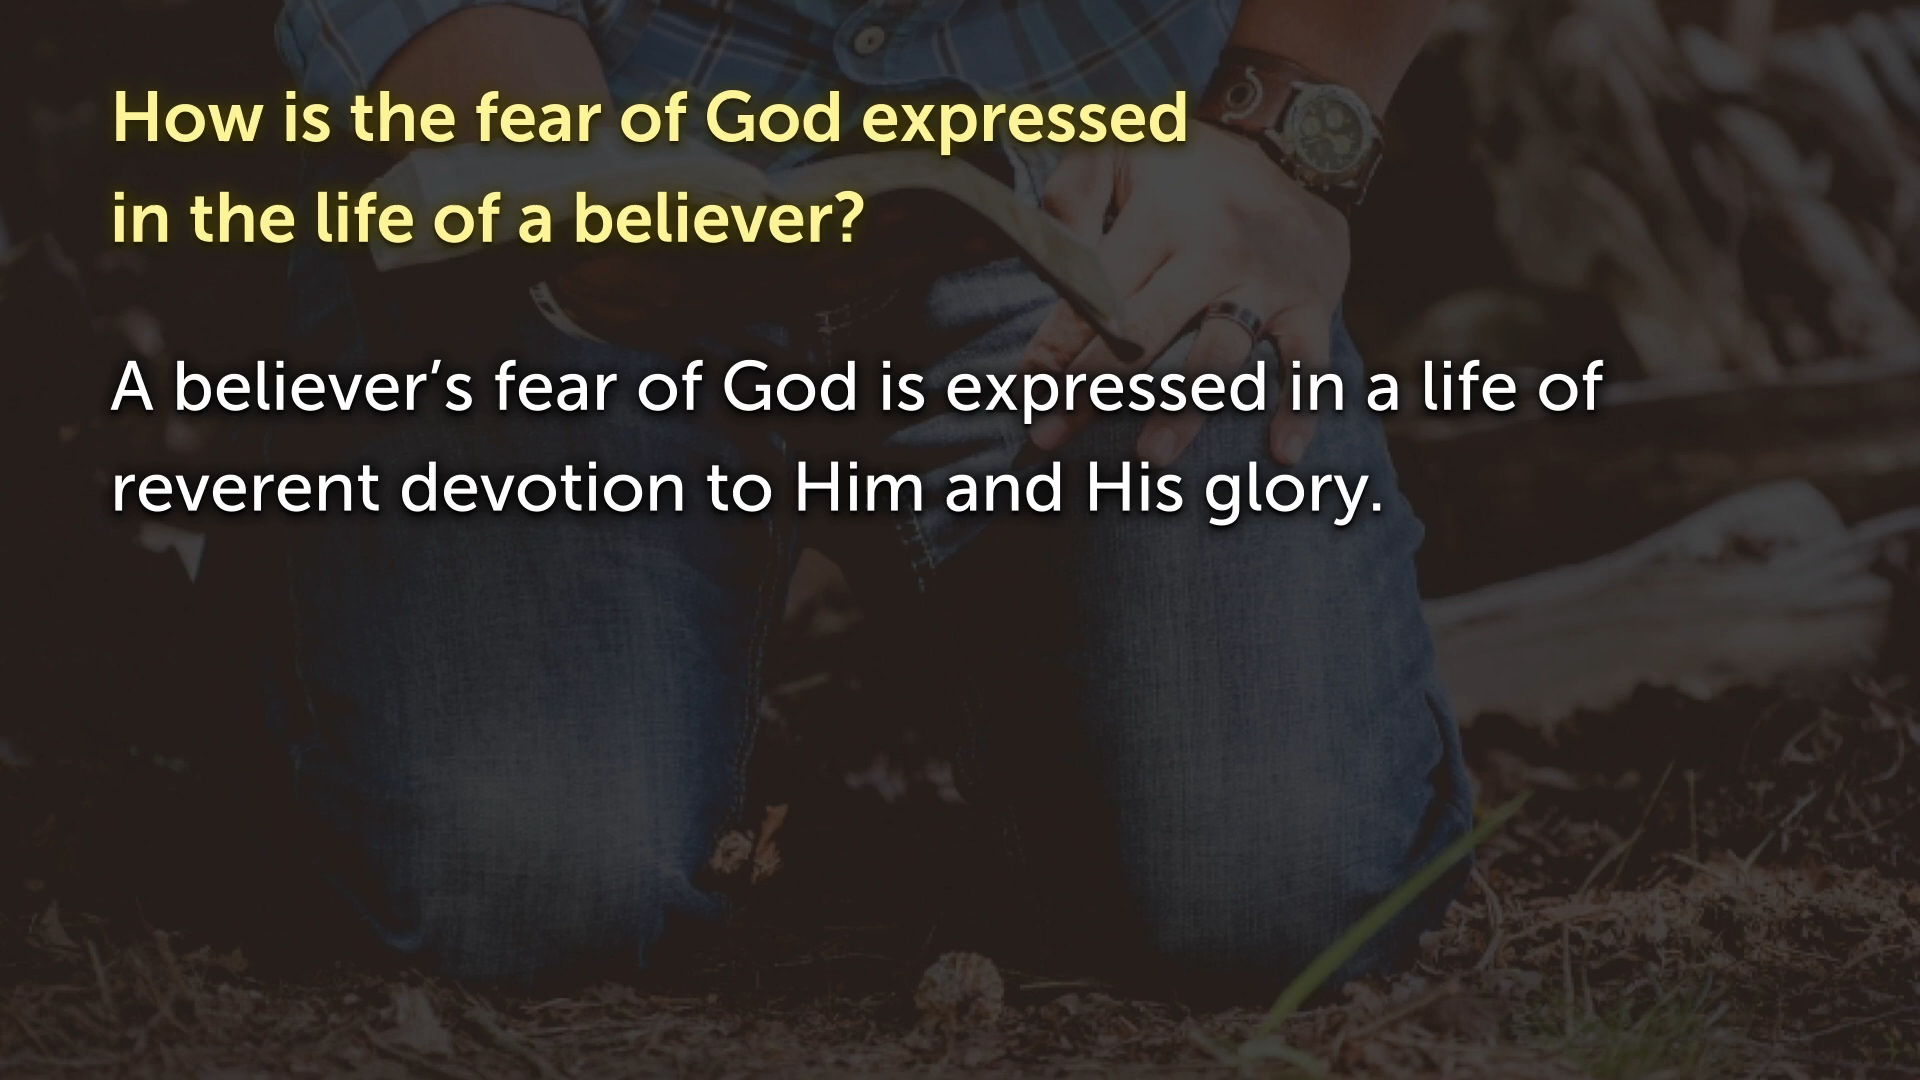 How is the fear of God expressed
in the life of a believer?
A believer’s fear of God is expressed in a life of
reverent devotion to Him and His glory.